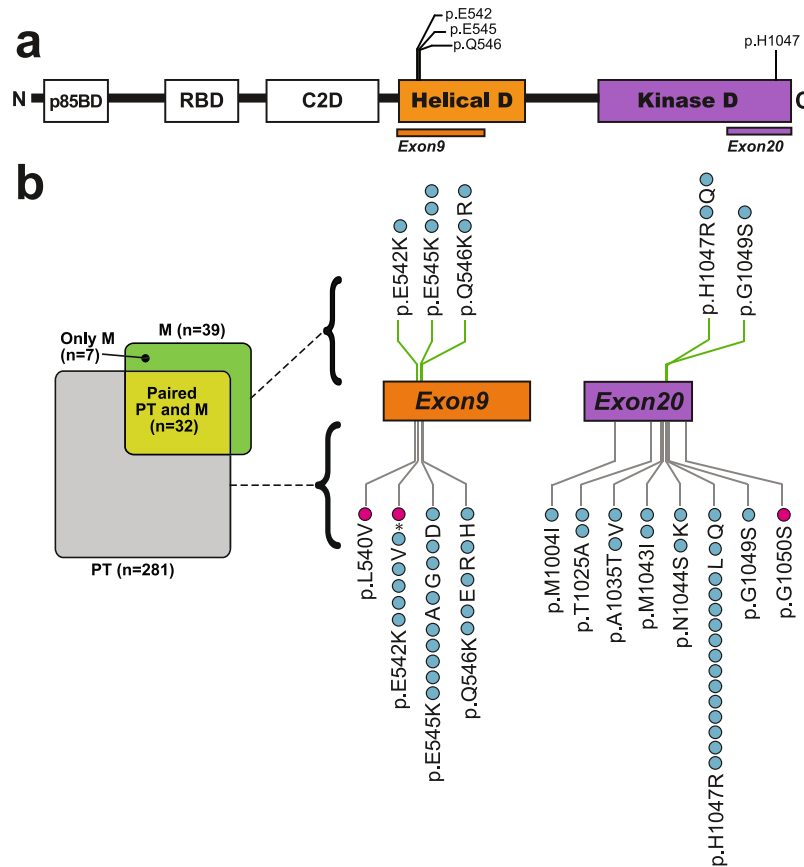 a
p.E542
p.E545
p.Q546
p.H1047
N
p85BD
RBD
C2D
Helical D
Kinase D
C
Exon9
Exon20
b
p.E542K
p.E545K
p.Q546K R
p.H1047R Q
p.G1049S
Only M
(n=7)
M (n=39)
Paired
PT and M
(n=32)
PT (n=281)
Exon9
Exon20
p.L540V
p.E542K V *
p.E545K A G D
p.Q546K E R H
p.M1004I
p.T1025A
p.A1035T V
p.M1043I
p.N1044S K
p.H1047R L Q
p.G1049S
p.G1050S